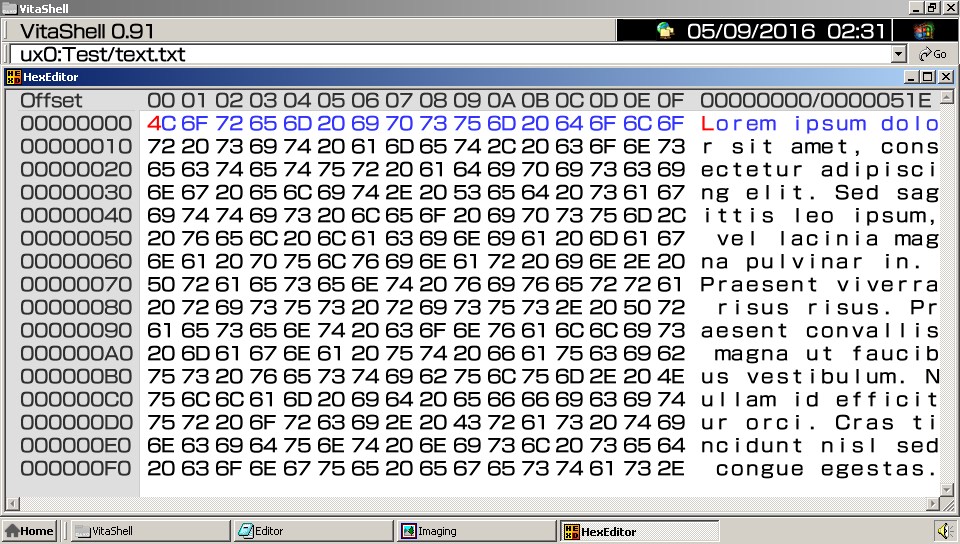 VitaShell
VitaShell 0.91 05/09/2016 02:31
ux0:Test/text.txt Go
HexEditor
Offset 00 01 02 03 04 05 06 07 08 09 0A 0B 0C 0D 0E 0F 00000000/0000051E
00000000 4C 6F 72 65 6D 20 69 70 73 75 6D 20 64 6F 6C 6F Lorem ipsum dolo
00000010 72 20 73 69 74 20 61 6D 65 74 2C 20 63 6F 6E 73 r sit amet, cons
00000020 65 63 74 65 74 75 72 20 61 64 69 70 69 73 63 69 ectetur adipisci
00000030 6E 67 20 65 6C 69 74 2E 20 53 65 64 20 73 61 67 ng elit. Sed sag
00000040 69 74 74 69 73 20 6C 65 6F 20 69 70 73 75 6D 2C ittis leo ipsum,
00000050 20 76 65 6C 20 6C 61 63 69 6E 69 61 20 6D 61 67 vel lacinia mag
00000060 6E 61 20 70 75 6C 76 69 6E 61 72 20 69 6E 2E 20 na pulvinar in.
00000070 50 72 61 65 73 65 6E 74 20 76 69 76 65 72 72 61 Praesent viverra
00000080 20 72 69 73 75 73 20 72 69 73 75 73 2E 20 50 72 risus risus. Pr
00000090 61 65 73 65 6E 74 20 63 6F 6E 76 61 6C 6C 69 73 aesent convallis
000000A0 20 6D 61 67 6E 61 20 75 74 20 66 61 75 63 69 62 magna ut faucib
000000B0 75 73 20 76 65 73 74 69 62 75 6C 75 6D 2E 20 4E us vestibulum. N
000000C0 75 6C 6C 61 6D 20 69 64 20 65 66 66 69 63 69 74 ullam id efficit
000000D0 75 72 20 6F 72 63 69 2E 20 43 72 61 73 20 74 69 ur orci. Cras ti
000000E0 6E 63 69 64 75 6E 74 20 6E 69 73 6C 20 73 65 64 ncidunt nisl sed
000000F0 20 63 6F 6E 67 75 65 20 65 67 65 73 74 61 73 2E congue egestas.
Home VitaShell Editor Imaging HexEditor